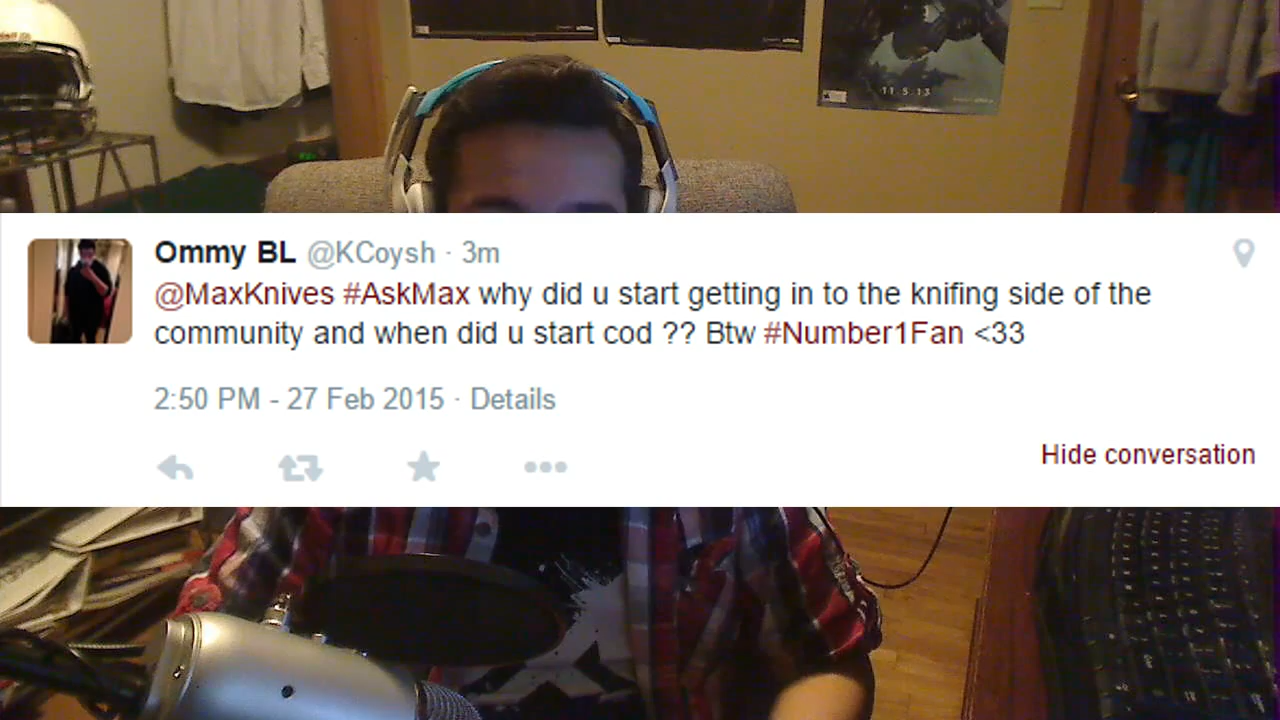 11.5.13
Ommy BL @KCoysh · 3m
@MaxKnives #AskMax why did u start getting in to the knifing side of the
community and when did u start cod ?? Btw #Number1Fan <33
2:50 PM - 27 Feb 2015 · Details
Hide conversation